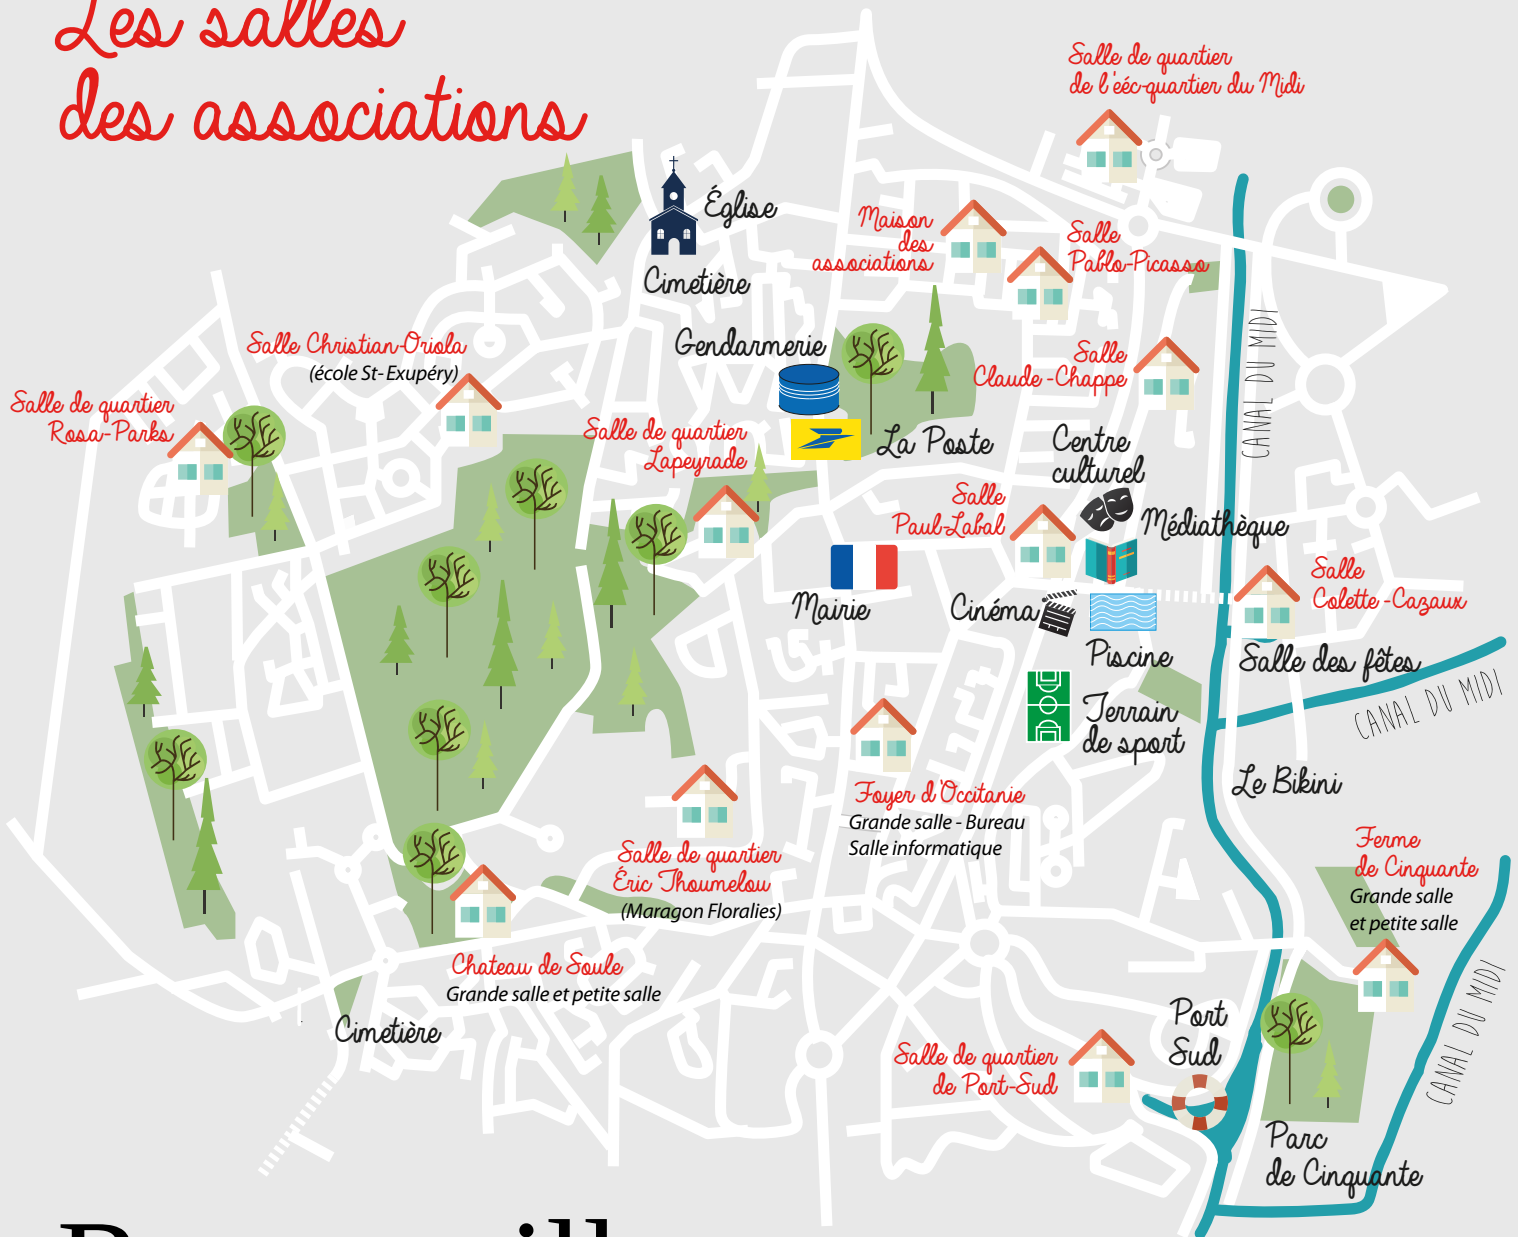 Les salles
des associations
Salle de quartier
de l'ééc-quartier du Midi
Église
Cimetière
Maison
des
associations
Salle
Pablo-Picasso
Gendarmerie
Salle Christian-Oriola
(école St-Exupéry)
Salle
Claude-Chappe
CANAL DU MIDI
Salle de quartier
Rosa-Parks
Salle de quartier
Lapeyrade
La Poste
Centre
culturel
Salle
Paul-Labal
Médiathèque
Mairie
Cinéma
Salle
Colette-Cazaux
Piscine
Salle des fêtes
CANAL DU MIDI
Terrain
de sport
Le Bikini
Foyer d'Occitanie
Grande salle - Bureau
Salle informatique
Salle de quartier
Éric Thoumelou
(Maragon Floralies)
Ferme
de Cinquante
Grande salle
et petite salle
Chateau de Soule
Grande salle et petite salle
Cimetière
CANAL DU MIDI
Port
Sud
Salle de quartier
de Port-Sud
Parc
de Cinquante